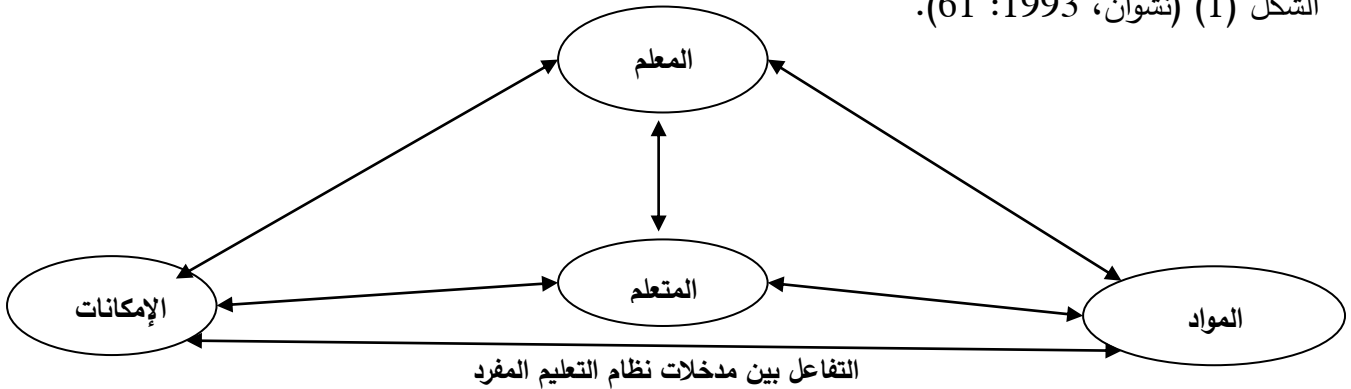 الشكل (1) (نشوان، 1993: 61).
المعلم
المتعلم
المواد
الإمكانات
التفاعل بين مدخلات نظام التعليم المفرد